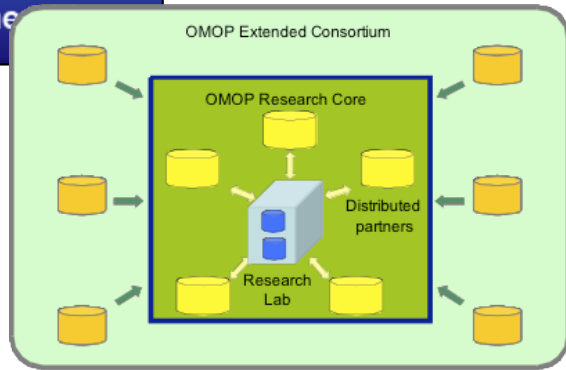 OMOP Extended Consortium
OMOP Research Core
Distributed
partners
Research
Lab